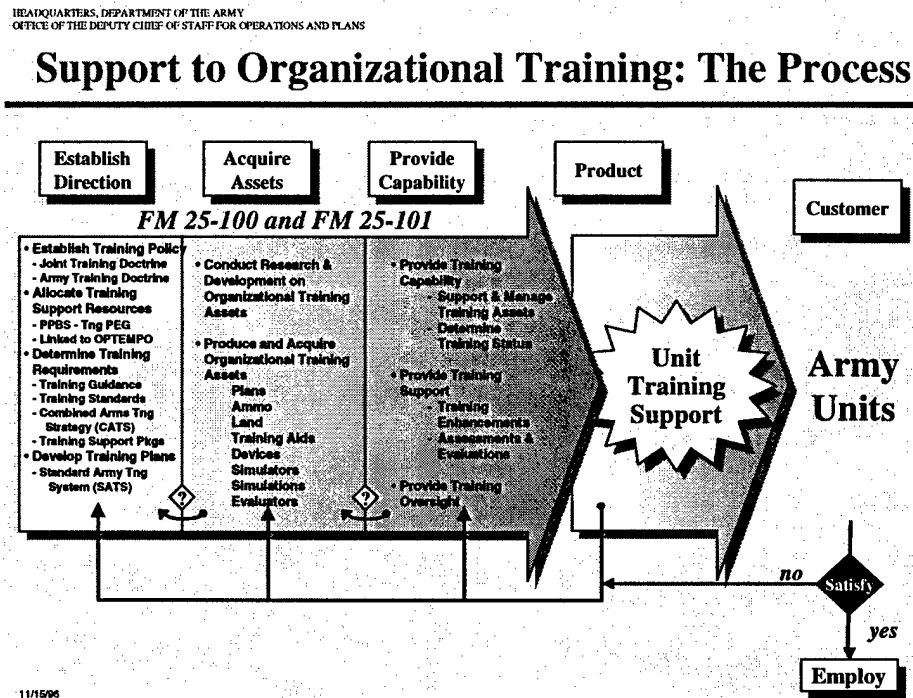 HEADQUARTERS, DEPARTMENT OF THE ARMY
OFFICE OF THE DEPUTY CHIEF OF STAFF FOR OPERATIONS AND PLANS
Support to Organizational Training: The Process
Establish
Direction
Acquire
Assets
Provide
Capability
Product
Customer
FM 25-100 and FM 25-101
• Establish Training Policy
- Joint Training Doctrine
- Army Training Doctrine
• Allocate Training
Support Resources
- PPBS - Tng PEG
- Linked to OPTEMPO
• Determine Training
Requirements
- Training Guidance
- Training Standards
- Combined Arms Tng
Strategy (CATS)
- Training Support Pkgs
• Develop Training Plans
- Standard Army Tng
System (SATS)
?
• Conduct Research &
Development on
Organizational Training
Assets
• Produce and Acquire
Organizational Training
Assets
Plans
Ammo
Land
Training Aids
Devices
Simulators
Simulations
Evaluators
?
• Provide Training
Capability
- Support & Manage
Training Assets
- Determine
Training Status
• Provide Training
Support
- Training
Enhancements
- Assessments &
Evaluations
• Provide Training
Oversight
Unit
Training
Support
Army
Units
no
Satisfy
yes
Employ
11/15/96